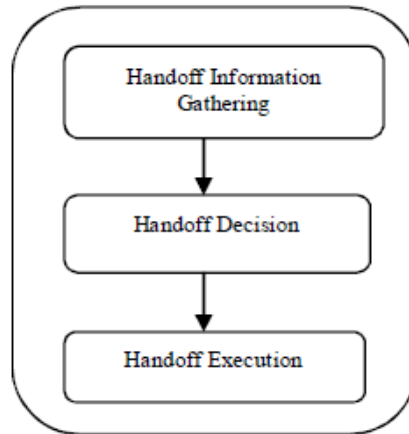 Handoff Information
Gathering
Handoff Decision
Handoff Execution